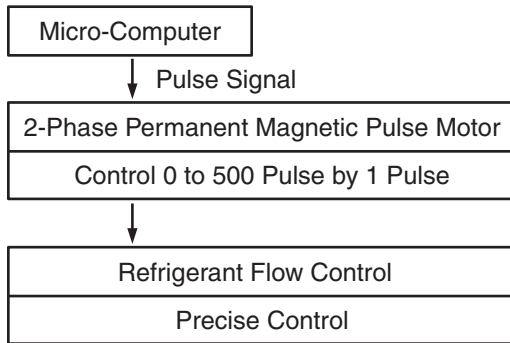 Micro-Computer
Pulse Signal
2-Phase Permanent Magnetic Pulse Motor
Control 0 to 500 Pulse by 1 Pulse
Refrigerant Flow Control
Precise Control